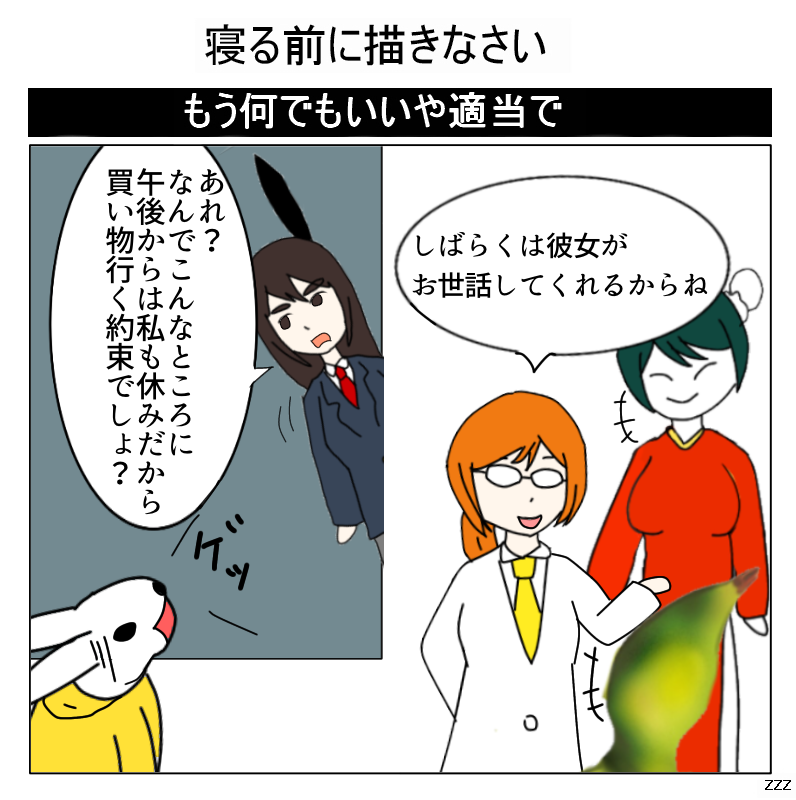 寝る前に描きなさい
もう何でもいいや適当で
しばらくは彼女が
お世話してくれるからね
あれ？
なんでこんなところに
午後からは私も休みだから
買い物行く約束でしょ？
ゲッ
zzz